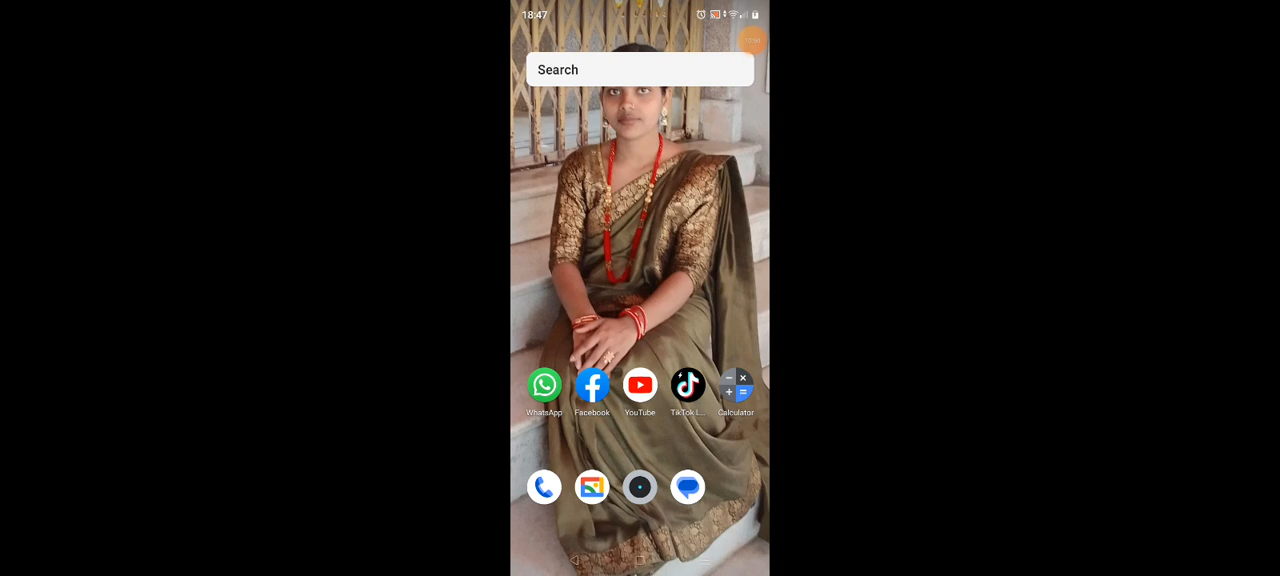 18:47
Search
WhatsApp
Facebook
YouTube
TikTok L...
Calculator